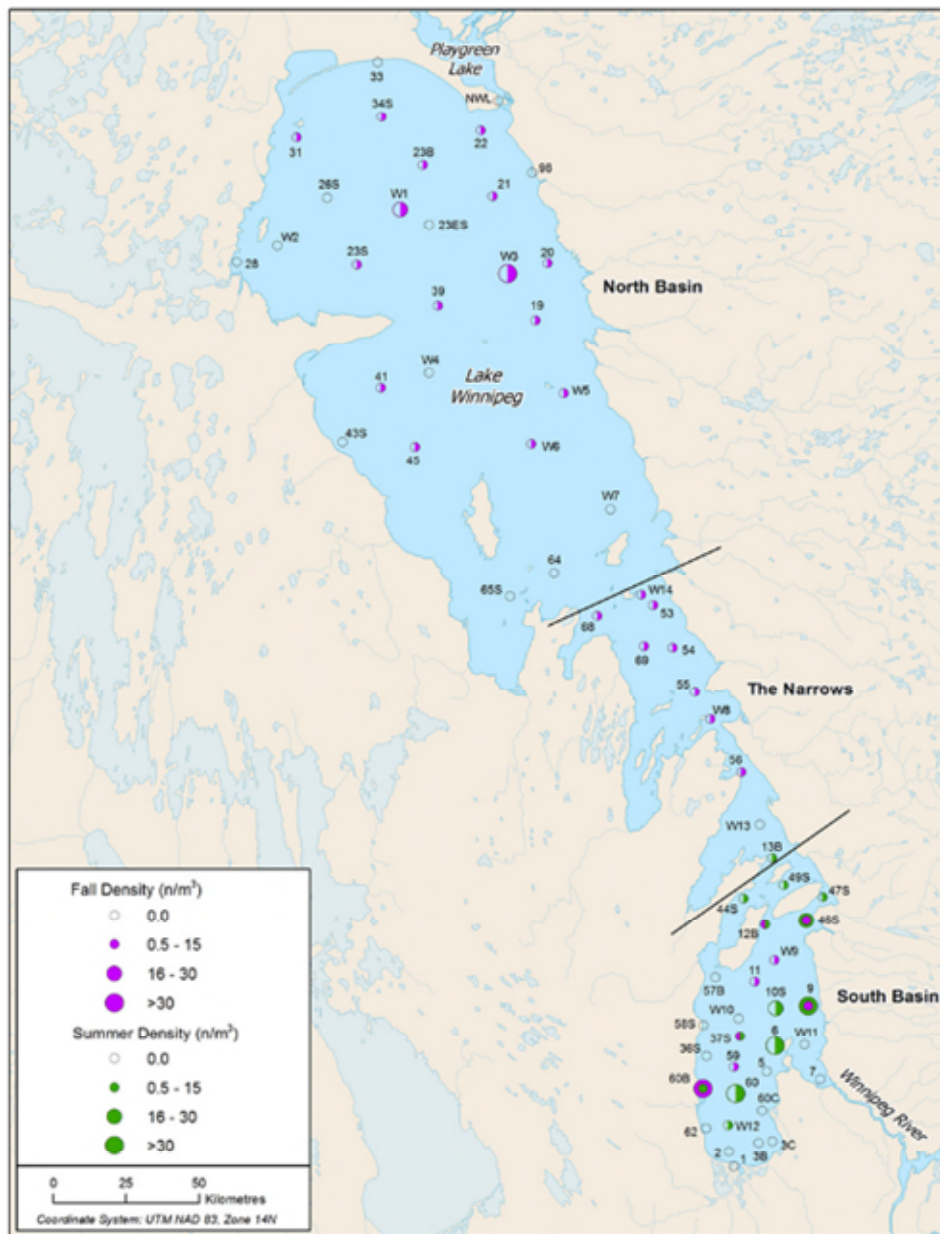 Playgreen
Lake
33
NWL
34S
22
31
23B
98
26S
21
W1
23ES
W2
28
23S
W3
20
North Basin
39
19
W4
Lake
Winnipeg
41
W5
43S
45
W6
W7
64
65S
W14
53
68
69
54
55
The Narrows
W8
56
W13
13B
49S
47S
44S
46S
12B
W9
57B
11
10S
9
South Basin
W10
58S
37S
6
W11
36S
59
5
7
60B
60
Winnipeg River
60C
62
W12
2
1
3B
3C
Fall Density (n/m³)
0.0
0.5 - 15
16 - 30
>30
Summer Density (n/m³)
0.0
0.5 - 15
16 - 30
>30
0 25 50
Kilometres
Coordinate System: UTM NAD 83, Zone 14N